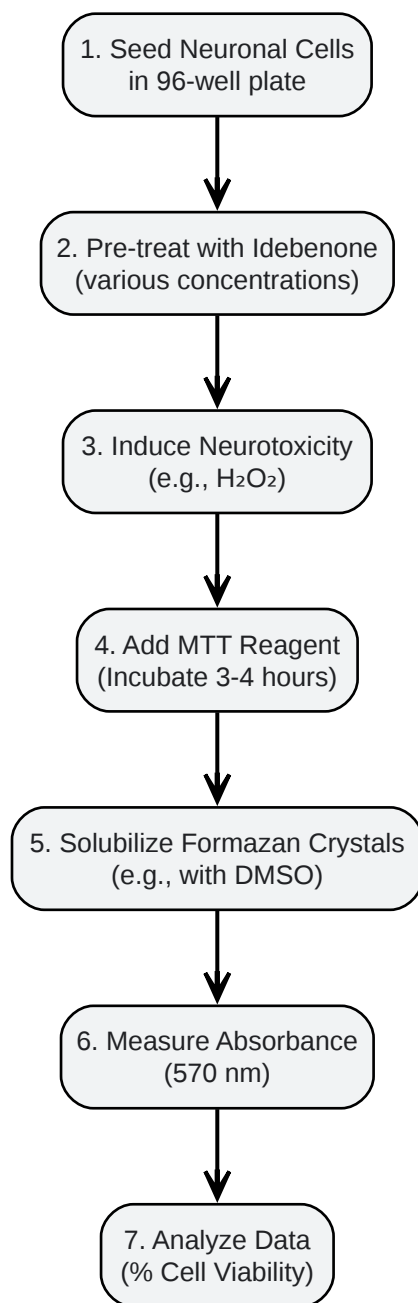 1. Seed Neuronal Cells
in 96-well plate
2. Pre-treat with Idebenone
(various concentrations)
3. Induce Neurotoxicity
(e.g., H₂O₂)
4. Add MTT Reagent
(Incubate 3-4 hours)
5. Solubilize Formazan Crystals
(e.g., with DMSO)
6. Measure Absorbance
(570 nm)
7. Analyze Data
(% Cell Viability)